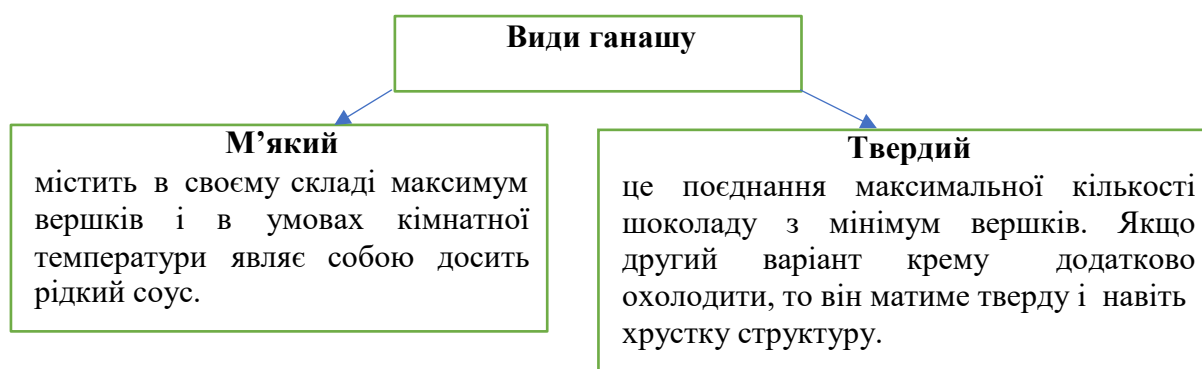 Види ганашу
М’який
містить в своєму складі максимум
вершків і в умовах кімнатної
температури являє собою досить
рідкий соус.
Твердий
це поєднання максимальної кількості
шоколаду з мінімум вершків. Якщо
другий варіант крему додатково
охолодити, то він матиме тверду і навіть
хрустку структуру.